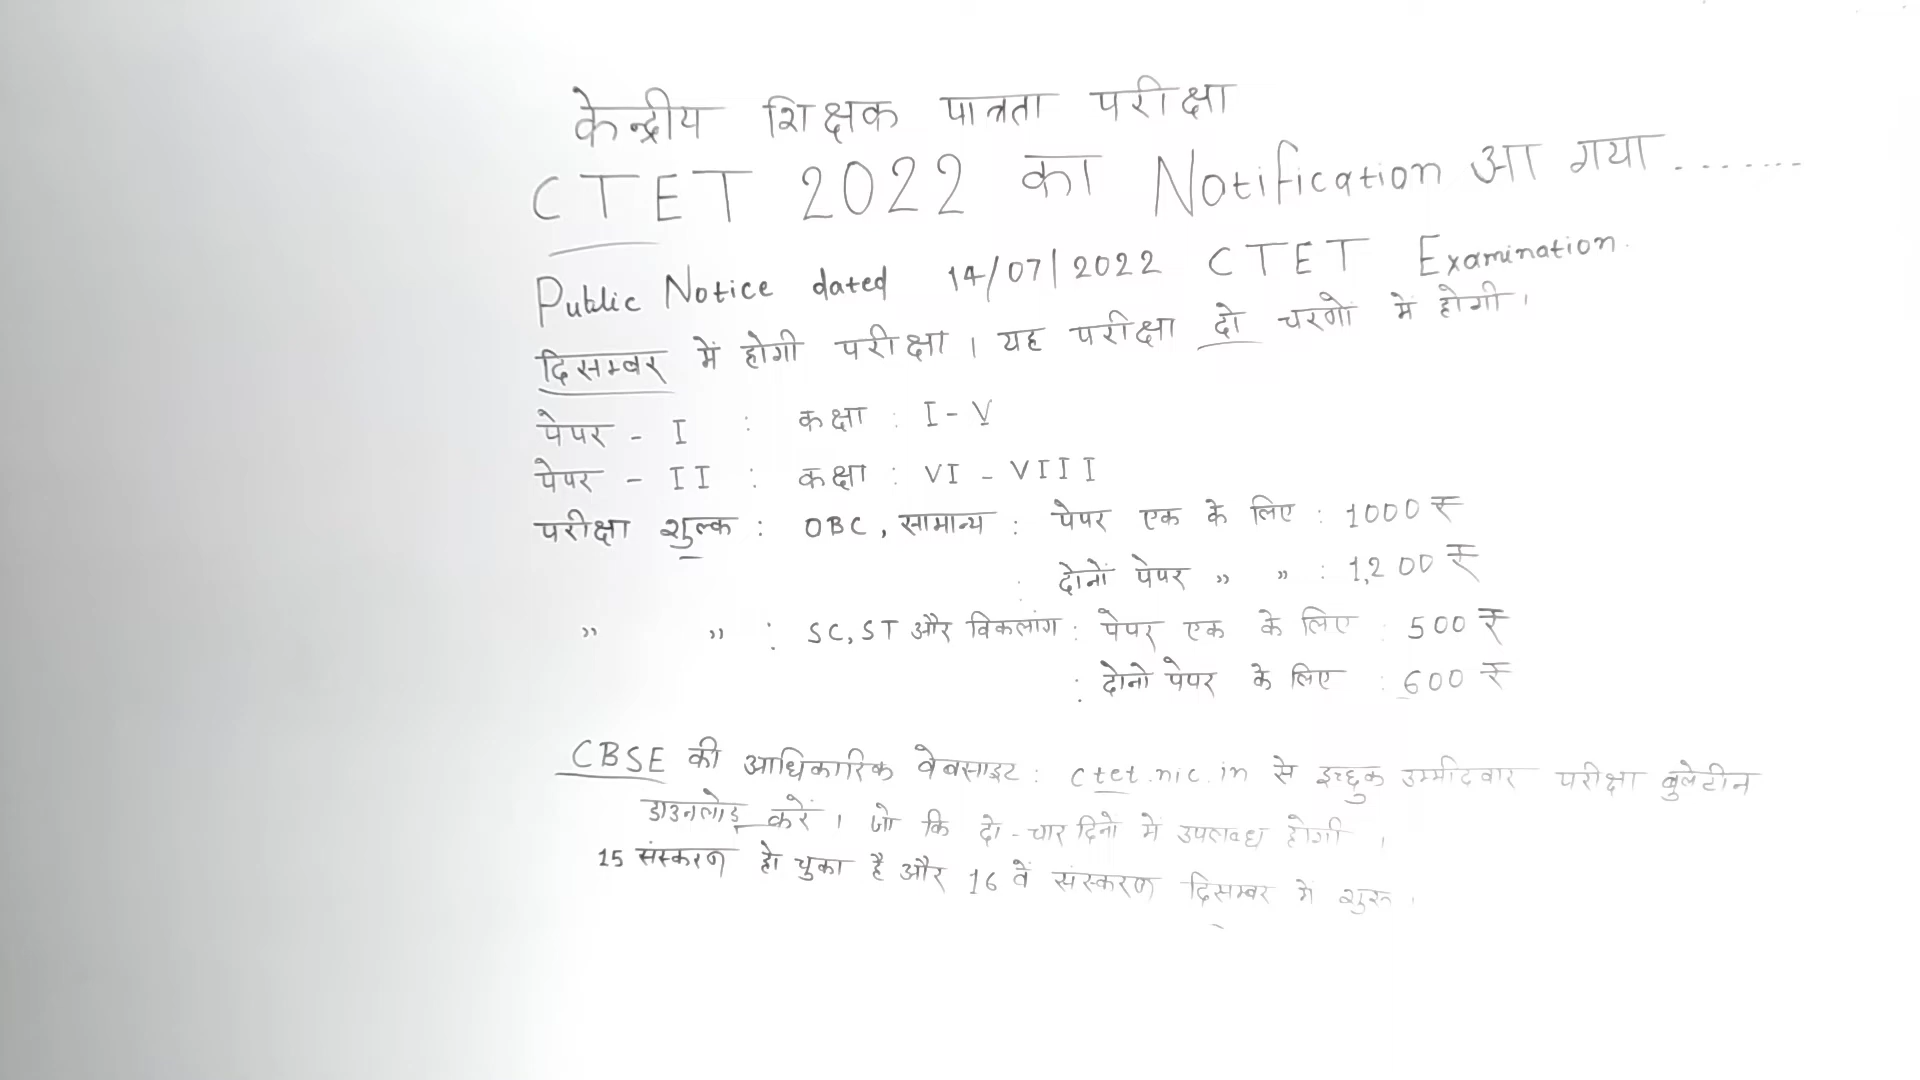 केन्द्रीय शिक्षक पात्रता परीक्षा
CTET 2022 का Notification आ गया ........
Public Notice dated 14/07/2022 CTET Examination.
दिसम्बर में होगी परीक्षा । यह परीक्षा दो चरणों में होगी ।
पेपर - I : कक्षा : I - V
पेपर - II : कक्षा : VI - VIII
परीक्षा शुल्क : OBC, सामान्य : पेपर एक के लिए : 1000 ₹
: दोनों पेपर " " : 1,200 ₹
" " : SC, ST और विकलांग : पेपर एक के लिए : 500 ₹
: दोनो पेपर के लिए : 600 ₹
CBSE की आधिकारिक वेबसाइट : ctet.nic.in से इच्छुक उम्मीदवार परीक्षा बुलेटीन
डाउनलोड करें । जो कि दो - चार दिनो में उपलब्ध होगी ।
15 संस्करण हो चुका है और 16 वें संस्करण दिसम्बर में शुरू ।